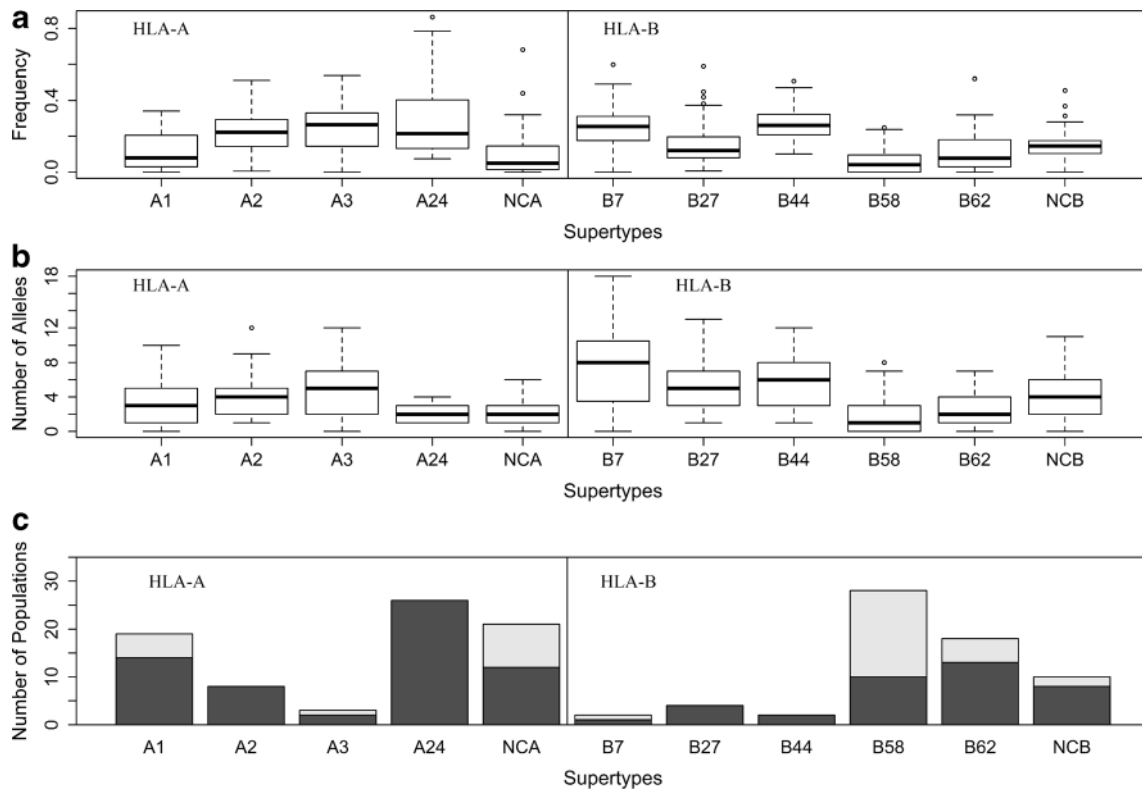 a
HLA-A HLA-B
Frequency
0.8
0.4
0.0
A1 A2 A3 A24 NCA B7 B27 B44 B58 B62 NCB
Supertypes
b
HLA-A HLA-B
Number of Alleles
18
12
8
4
0
A1 A2 A3 A24 NCA B7 B27 B44 B58 B62 NCB
Supertypes
c
HLA-A HLA-B
Number of Populations
30
20
10
0
A1 A2 A3 A24 NCA B7 B27 B44 B58 B62 NCB
Supertypes